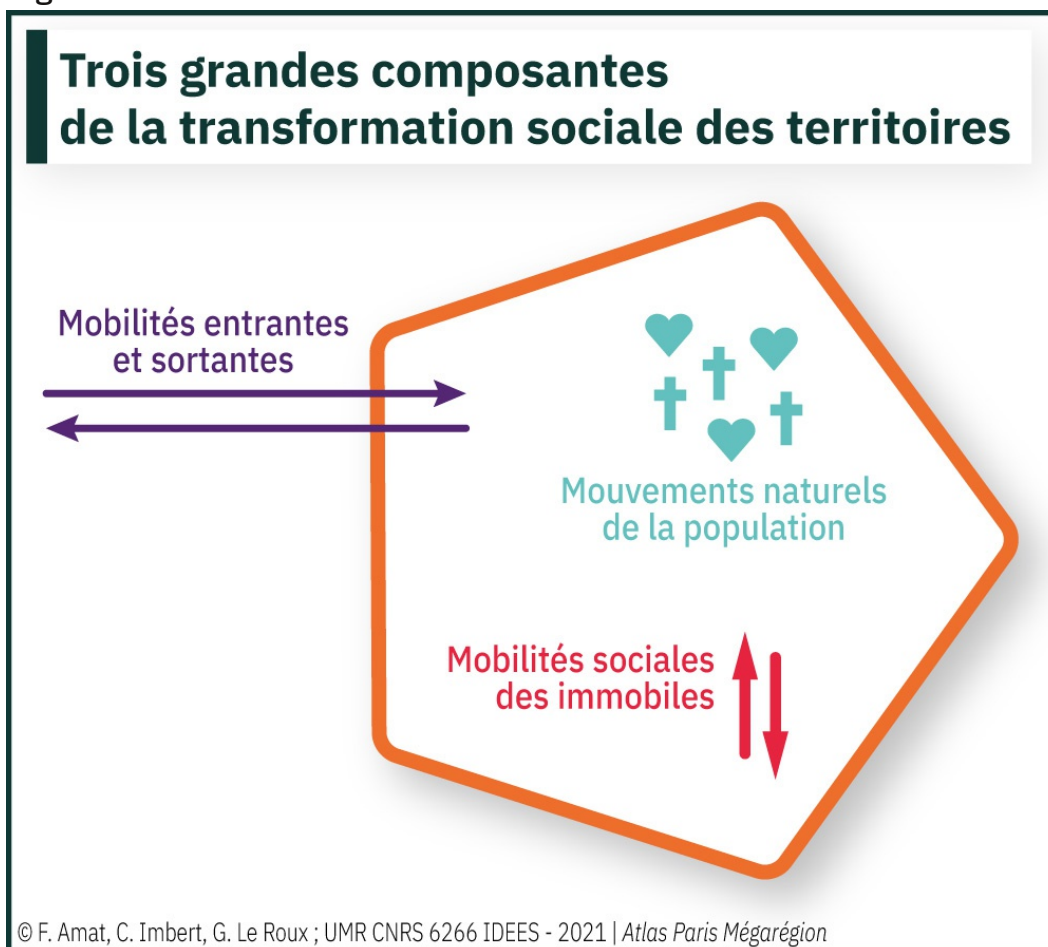 Trois grandes composantes
de la transformation sociale des territoires
Mobilités entrantes
et sortantes
Mouvements naturels
de la population
Mobilités sociales
des immobiles
© F. Amat, C. Imbert, G. Le Roux ; UMR CNRS 6266 IDEES - 2021 | Atlas Paris Mégarégion